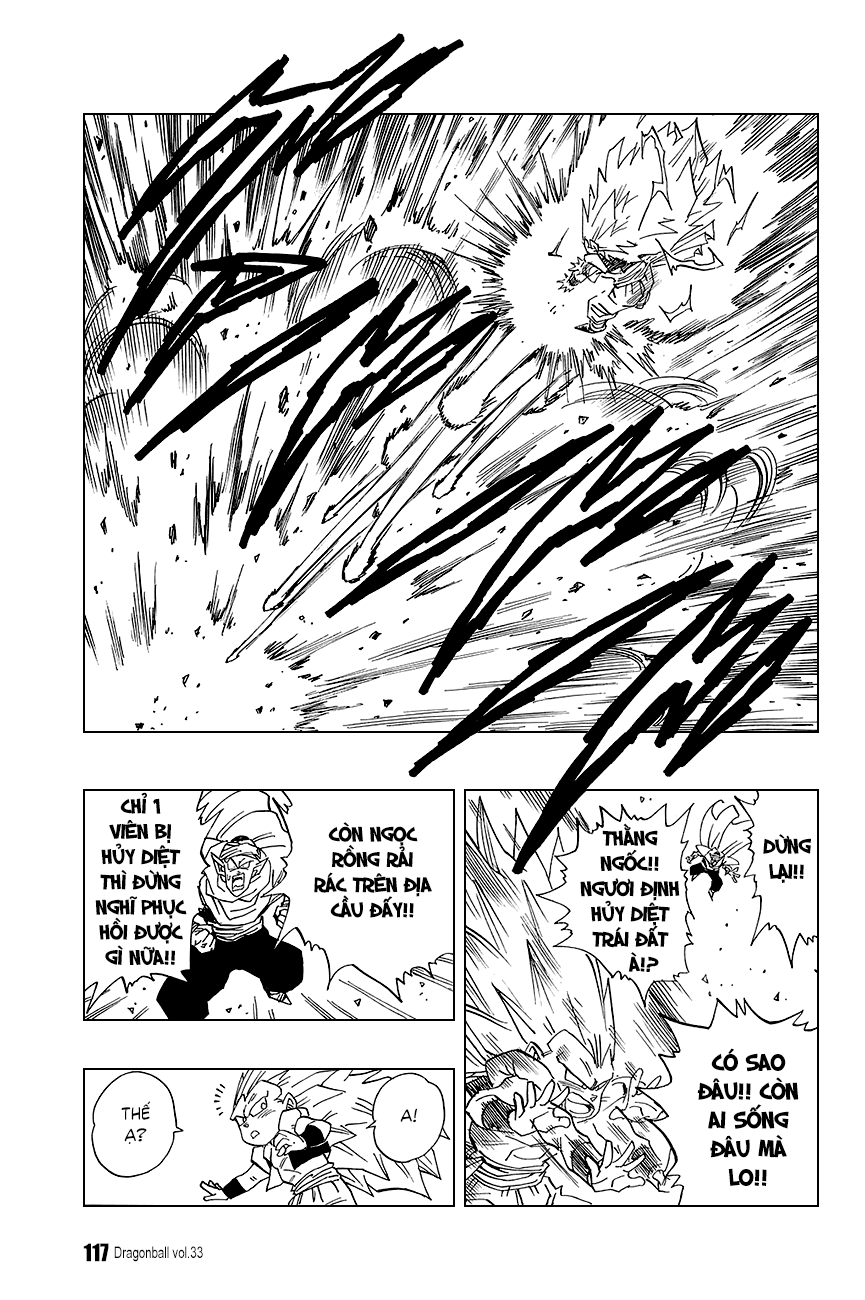 DỪNG
LẠI!!
THẰNG
NGỐC!!
NGƯƠI ĐỊNH
HỦY DIỆT
TRÁI ĐẤT
À!?
CÓ SAO
ĐÂU!! CÒN
AI SỐNG
ĐÂU MÀ
LO!!
CÒN NGỌC
RỒNG RẢI
RÁC TRÊN ĐỊA
CẦU ĐẤY!!
CHỈ 1
VIÊN BỊ
HỦY DIỆT
THÌ ĐỪNG
NGHĨ PHỤC
HỒI ĐƯỢC
GÌ NỮA!!
A!
THẾ
Ạ?
117 Dragonball vol.33